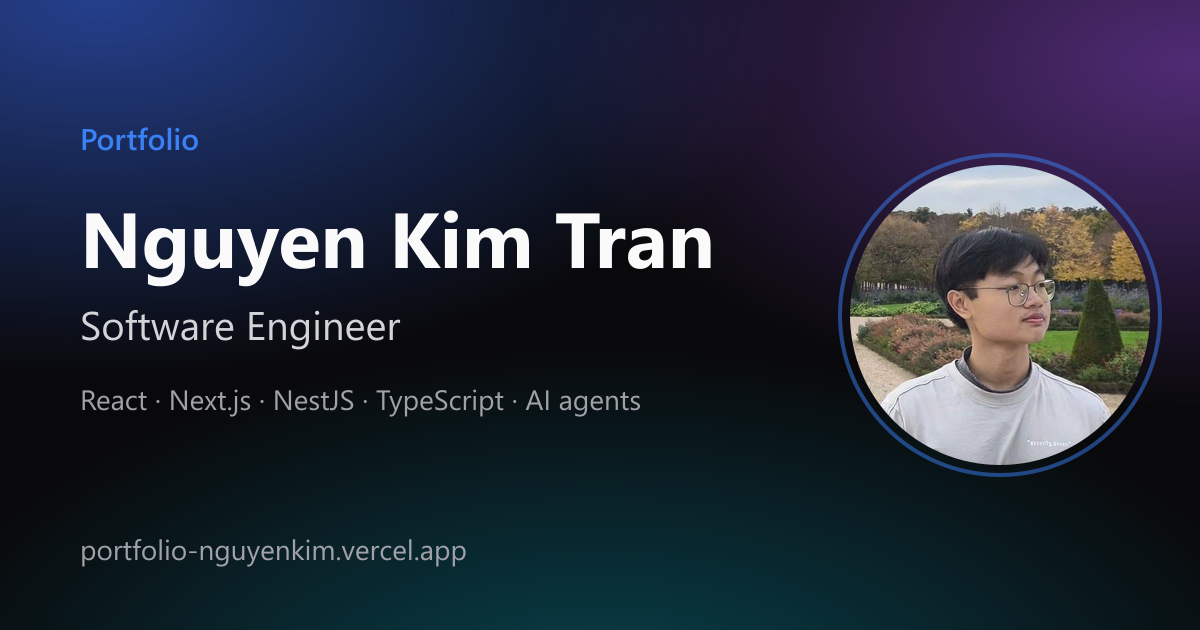 Portfolio
Nguyen Kim Tran
Software Engineer
React · Next.js · NestJS · TypeScript · AI agents
portfolio-nguyenkim.vercel.app